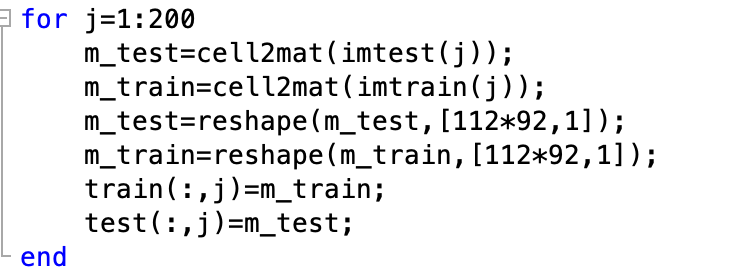 for j=1:200
    m_test=cell2mat(imtest(j));
    m_train=cell2mat(imtrain(j));
    m_test=reshape(m_test,[112*92,1]);
    m_train=reshape(m_train,[112*92,1]);
    train(:,j)=m_train;
    test(:,j)=m_test;
end